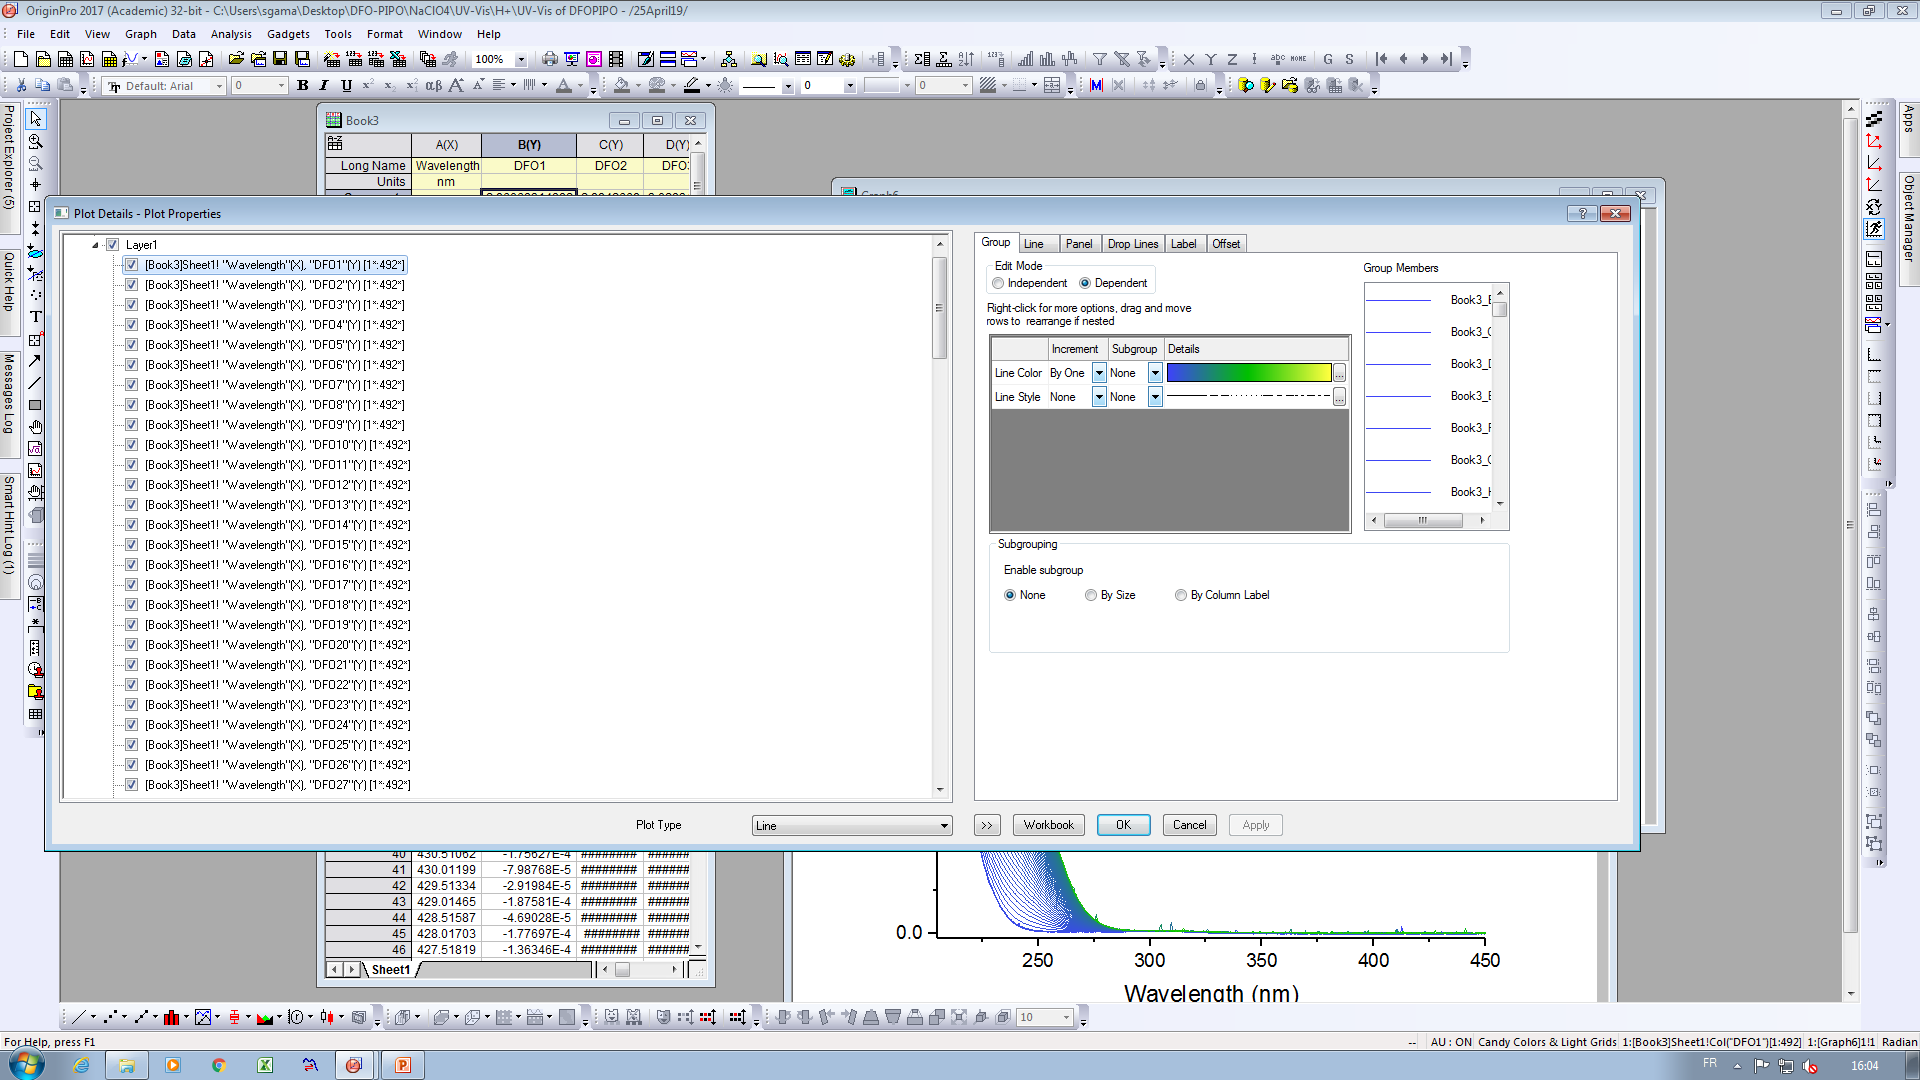 OriginPro 2017 (Academic) 32-bit - C:\Users\sgama\Desktop\DFO-PIPO\NaClO4\UV-Vis\H+\UV-Vis of DFOPIPO - /25April19/
File Edit View Graph Data Analysis Gadgets Tools Format Window Help
100%
Default: Arial 0 B I U αβ A A A 0 0
Project Explorer (5)
Quick Help
Messages Log
Smart Hint Log (1)
Apps
Object Manager
Book3
A(X) B(Y) C(Y) D(Y)
Long Name Wavelength DFO1 DFO2
Units nm
Plot Details - Plot Properties
Layer1
[Book3]Sheet1! "Wavelength"(X), "DFO1"(Y) [1*:492*]
[Book3]Sheet1! "Wavelength"(X), "DFO2"(Y) [1*:492*]
[Book3]Sheet1! "Wavelength"(X), "DFO3"(Y) [1*:492*]
[Book3]Sheet1! "Wavelength"(X), "DFO4"(Y) [1*:492*]
[Book3]Sheet1! "Wavelength"(X), "DFO5"(Y) [1*:492*]
[Book3]Sheet1! "Wavelength"(X), "DFO6"(Y) [1*:492*]
[Book3]Sheet1! "Wavelength"(X), "DFO7"(Y) [1*:492*]
[Book3]Sheet1! "Wavelength"(X), "DFO8"(Y) [1*:492*]
[Book3]Sheet1! "Wavelength"(X), "DFO9"(Y) [1*:492*]
[Book3]Sheet1! "Wavelength"(X), "DFO10"(Y) [1*:492*]
[Book3]Sheet1! "Wavelength"(X), "DFO11"(Y) [1*:492*]
[Book3]Sheet1! "Wavelength"(X), "DFO12"(Y) [1*:492*]
[Book3]Sheet1! "Wavelength"(X), "DFO13"(Y) [1*:492*]
[Book3]Sheet1! "Wavelength"(X), "DFO14"(Y) [1*:492*]
[Book3]Sheet1! "Wavelength"(X), "DFO15"(Y) [1*:492*]
[Book3]Sheet1! "Wavelength"(X), "DFO16"(Y) [1*:492*]
[Book3]Sheet1! "Wavelength"(X), "DFO17"(Y) [1*:492*]
[Book3]Sheet1! "Wavelength"(X), "DFO18"(Y) [1*:492*]
[Book3]Sheet1! "Wavelength"(X), "DFO19"(Y) [1*:492*]
[Book3]Sheet1! "Wavelength"(X), "DFO20"(Y) [1*:492*]
[Book3]Sheet1! "Wavelength"(X), "DFO21"(Y) [1*:492*]
[Book3]Sheet1! "Wavelength"(X), "DFO22"(Y) [1*:492*]
[Book3]Sheet1! "Wavelength"(X), "DFO23"(Y) [1*:492*]
[Book3]Sheet1! "Wavelength"(X), "DFO24"(Y) [1*:492*]
[Book3]Sheet1! "Wavelength"(X), "DFO25"(Y) [1*:492*]
[Book3]Sheet1! "Wavelength"(X), "DFO26"(Y) [1*:492*]
[Book3]Sheet1! "Wavelength"(X), "DFO27"(Y) [1*:492*]
Group Line Panel Drop Lines Label Offset
Edit Mode
Independent Dependent
Right-click for more options, drag and move
rows to rearrange if nested
Increment Subgroup Details
Line Color By One None ...
Line Style None None ...
Group Members
Book3_
Book3_
Book3_
Book3_
Book3_
Book3_
Book3_
Subgrouping
Enable subgroup
None By Size By Column Label
Plot Type Line >> Workbook OK Cancel Apply
40 430.51062 -1.75627E-4 ######## ######
41 430.01199 -7.98768E-5 ######## ######
42 429.51334 -2.91984E-5 ######## ######
43 429.01465 -1.87581E-4 ######## ######
44 428.51587 -4.69028E-5 ######## ######
45 428.01703 -1.77697E-4 ######## ######
46 427.51819 -1.36346E-4 ######## ######
Sheet1
0.0
250 300 350 400 450
Wavelength (nm)
10
For Help, press F1
-- AU : ON Candy Colors & Light Grids 1:[Book3]Sheet1!Col("DFO1")[1:492] 1:[Graph6]1!1 Radian
FR 16:04